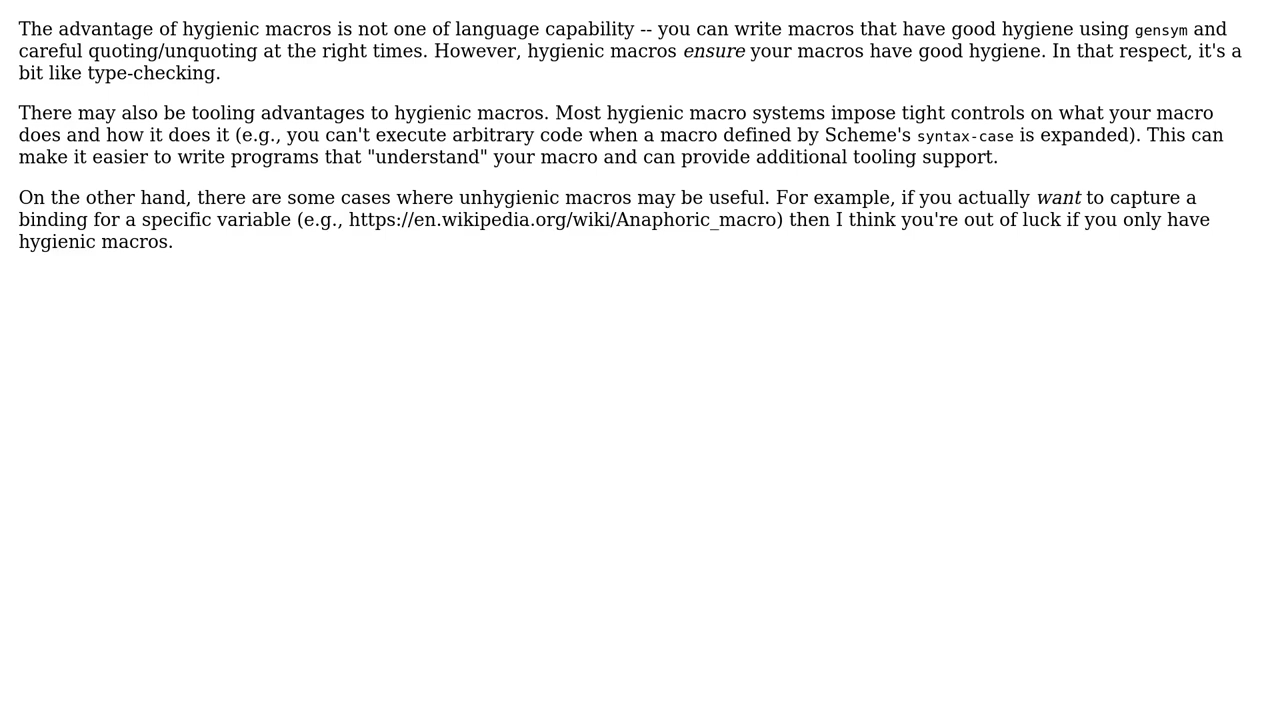 The advantage of hygienic macros is not one of language capability -- you can write macros that have good hygiene using gensym and
careful quoting/unquoting at the right times. However, hygienic macros ensure your macros have good hygiene. In that respect, it's a
bit like type-checking.
There may also be tooling advantages to hygienic macros. Most hygienic macro systems impose tight controls on what your macro
does and how it does it (e.g., you can't execute arbitrary code when a macro defined by Scheme's syntax-case is expanded). This can
make it easier to write programs that "understand" your macro and can provide additional tooling support.
On the other hand, there are some cases where unhygienic macros may be useful. For example, if you actually want to capture a
binding for a specific variable (e.g., https://en.wikipedia.org/wiki/Anaphoric_macro) then I think you're out of luck if you only have
hygienic macros.